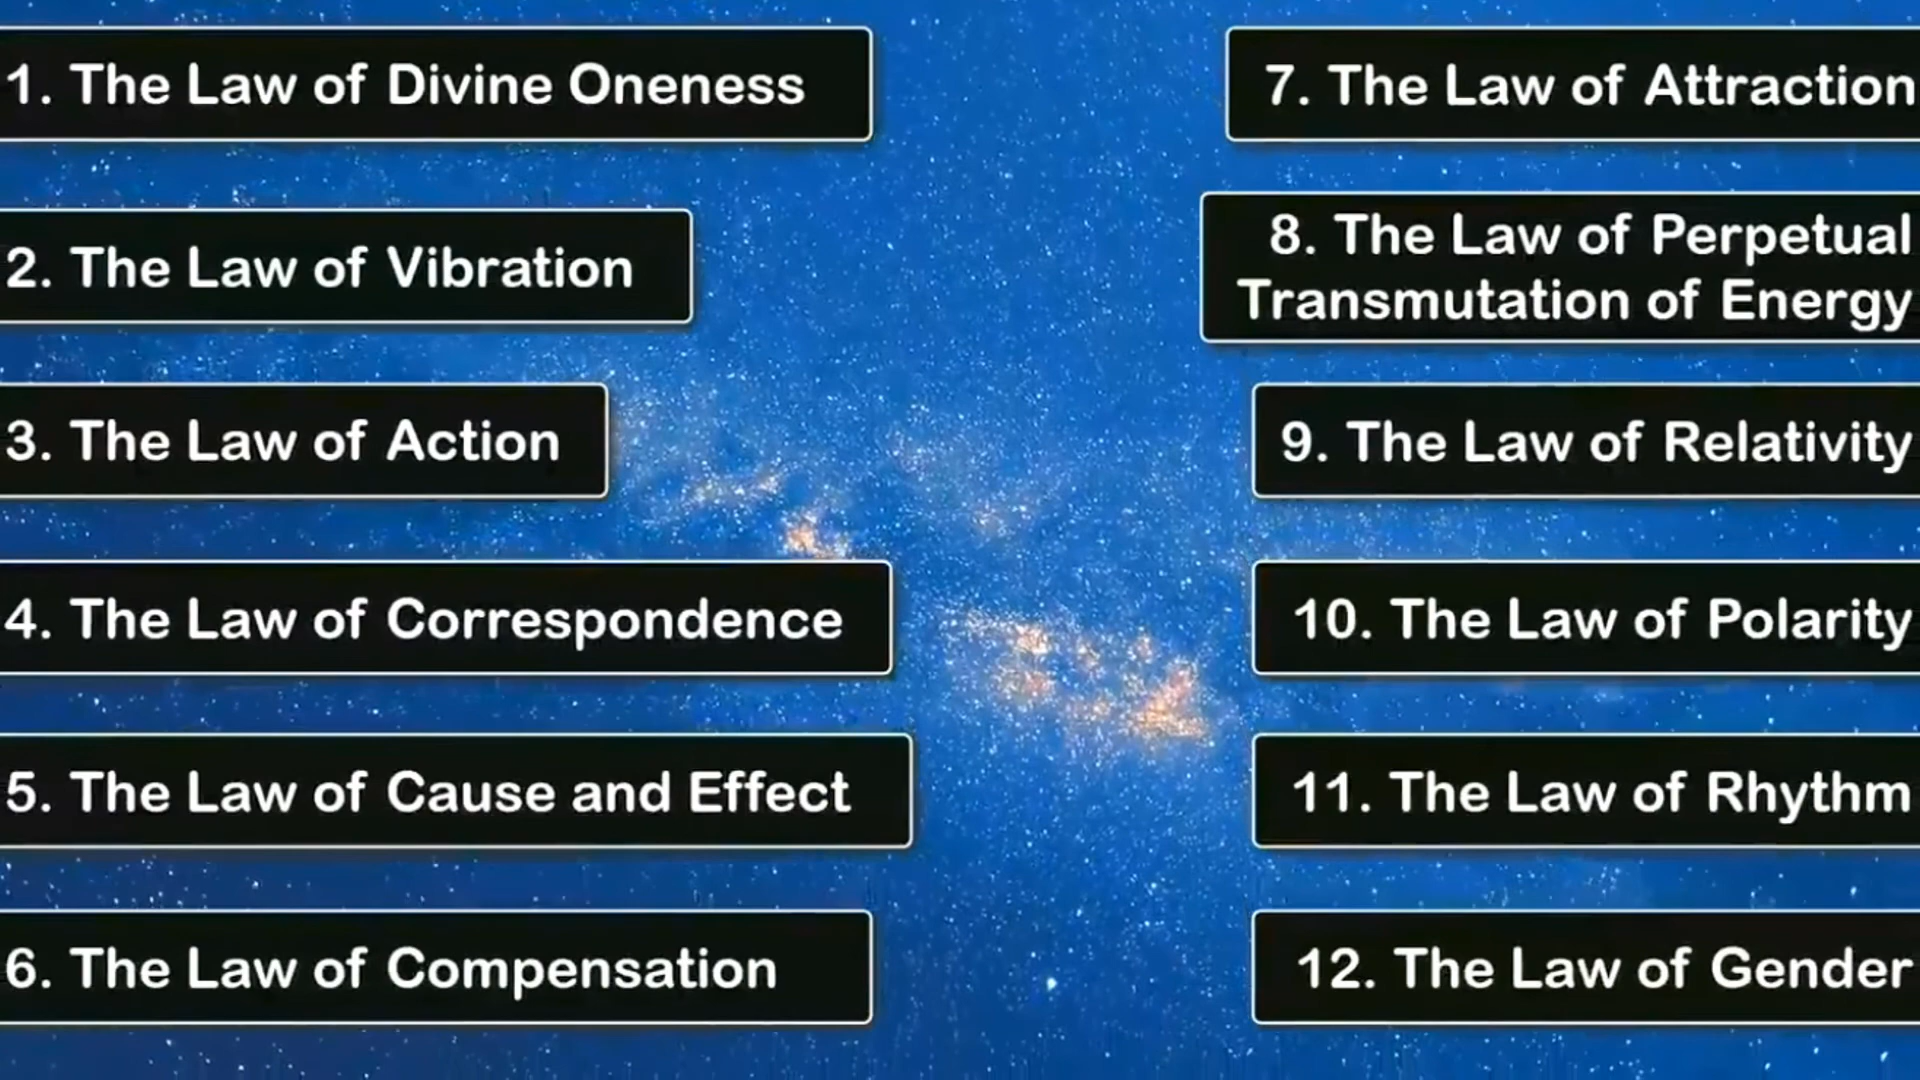 1. The Law of Divine Oneness
2. The Law of Vibration
3. The Law of Action
4. The Law of Correspondence
5. The Law of Cause and Effect
6. The Law of Compensation
7. The Law of Attraction
8. The Law of Perpetual
Transmutation of Energy
9. The Law of Relativity
10. The Law of Polarity
11. The Law of Rhythm
12. The Law of Gender